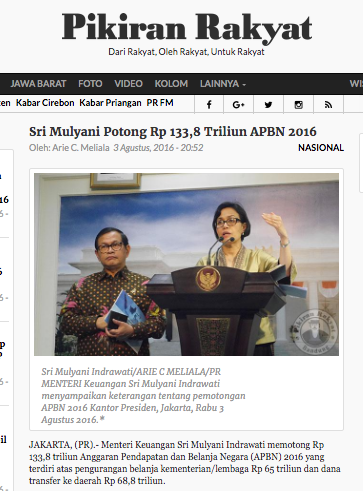 Pikiran Rakyat
Dari Rakyat, Oleh Rakyat, Untuk Rakyat
JAWA BARAT FOTO VIDEO KOLOM LAINNYA
Kabar Cirebon Kabar Priangan PR FM
Sri Mulyani Potong Rp 133,8 Triliun APBN 2016
Oleh: Arie C. Meliala 3 Agustus, 2016 - 20:52 NASIONAL
Sri Mulyani Indrawati/ARIE C MELIALA/PR
MENTERI Keuangan Sri Mulyani Indrawati
menyampaikan keterangan tentang pemotongan
APBN 2016 Kantor Presiden, Jakarta, Rabu 3
Agustus 2016.*
JAKARTA, (PR).- Menteri Keuangan Sri Mulyani Indrawati memotong Rp
133,8 triliun Anggaran Pendapatan dan Belanja Negara (APBN) 2016 yang
terdiri atas pengurangan belanja kementerian/lembaga Rp 65 triliun dan dana
transfer ke daerah Rp 68,8 triliun.